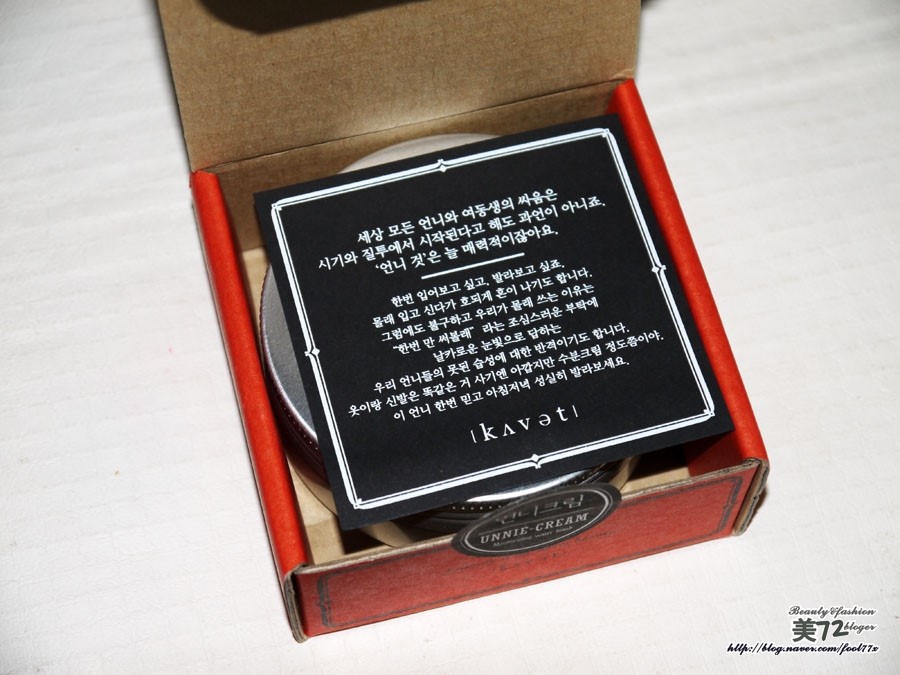 세상 모든 언니와 여동생의 싸움은
시기와 질투에서 시작된다고 해도 과언이 아니죠.
'언니 것'은 늘 매력적이잖아요.
한번 입어보고 싶고, 발라보고 싶죠.
몰래 입고 신다가 호되게 혼이 나기도 합니다.
그럼에도 불구하고 우리가 몰래 쓰는 이유는
"한번 만 써볼래" 라는 조심스러운 부탁에
날카로운 눈빛으로 답하는
우리 언니들의 못된 습성에 대한 반격이기도 합니다.
옷이랑 신발은 똑같은 거 사기엔 아깝지만 수분크림 정도쯤이야.
이 언니 한번 믿고 아침저녁 성실히 발라보세요.
|kʌvət|
언니크림
UNNIE-CREAM
Beauty&fashion
美72 bloger
http://blog.naver.com/fool77x